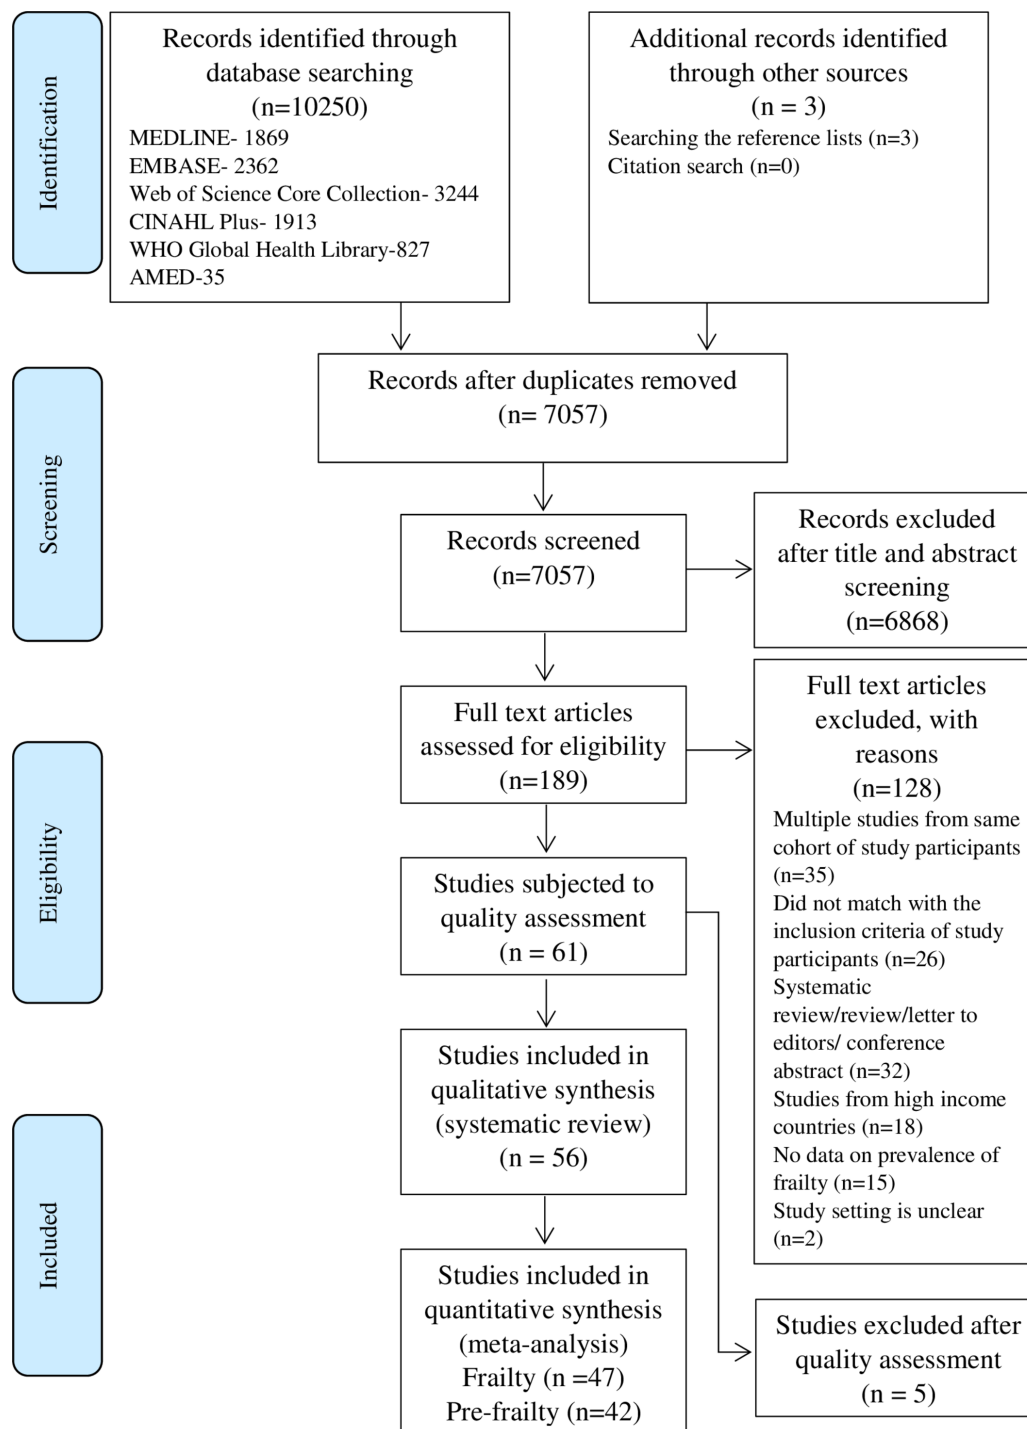 Identification
Records identified through
database searching
(n=10250)
MEDLINE- 1869
EMBASE- 2362
Web of Science Core Collection- 3244
CINAHL Plus- 1913
WHO Global Health Library-827
AMED-35
Additional records identified
through other sources
(n = 3)
Searching the reference lists (n=3)
Citation search (n=0)
Screening
Records after duplicates removed
(n= 7057)
Records screened
(n=7057)
Records excluded
after title and abstract
screening
(n=6868)
Eligibility
Full text articles
assessed for eligibility
(n=189)
Full text articles
excluded, with
reasons
(n=128)
Multiple studies from same
cohort of study participants
(n=35)
Did not match with the
inclusion criteria of study
participants (n=26)
Systematic
review/review/letter to
editors/ conference
abstract (n=32)
Studies from high income
countries (n=18)
No data on prevalence of
frailty (n=15)
Study setting is unclear
(n=2)
Studies subjected to
quality assessment
(n = 61)
Included
Studies included in
qualitative synthesis
(systematic review)
(n = 56)
Studies included in
quantitative synthesis
(meta-analysis)
Frailty (n =47)
Pre-frailty (n=42)
Studies excluded after
quality assessment
(n = 5)